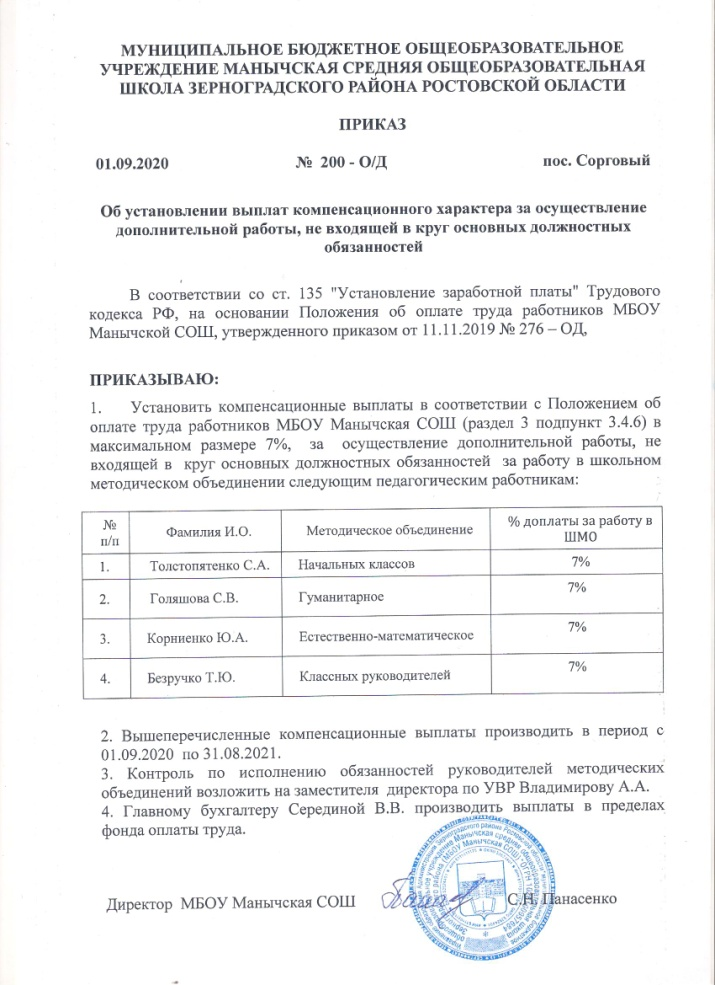 МУНИЦИПАЛЬНОЕ БЮДЖЕТНОЕ ОБЩЕОБРАЗОВАТЕЛЬНОЕ
УЧРЕЖДЕНИЕ МАНЫЧСКАЯ СРЕДНЯЯ ОБЩЕОБРАЗОВАТЕЛЬНАЯ
ШКОЛА ЗЕРНОГРАДСКОГО РАЙОНА РОСТОВСКОЙ ОБЛАСТИ
ПРИКАЗ
01.09.2020 № 200 - О/Д пос. Сорговый
Об установлении выплат компенсационного характера за осуществление
дополнительной работы, не входящей в круг основных должностных
обязанностей
В соответствии со ст. 135 "Установление заработной платы" Трудового
кодекса РФ, на основании Положения об оплате труда работников МБОУ
Манычской СОШ, утвержденного приказом от 11.11.2019 № 276 – ОД,
ПРИКАЗЫВАЮ:
1. Установить компенсационные выплаты в соответствии с Положением об
оплате труда работников МБОУ Манычская СОШ (раздел 3 подпункт 3.4.6) в
максимальном размере 7%, за осуществление дополнительной работы, не
входящей в круг основных должностных обязанностей за работу в школьном
методическом объединении следующим педагогическим работникам:
№ п/п Фамилия И.О. Методическое объединение % доплаты за работу в ШМО
1. Толстопятенко С.А. Начальных классов 7%
2. Голяшова С.В. Гуманитарное 7%
3. Корниенко Ю.А. Естественно-математическое 7%
4. Безручко Т.Ю. Классных руководителей 7%
2. Вышеперечисленные компенсационные выплаты производить в период с
01.09.2020 по 31.08.2021.
3. Контроль по исполнению обязанностей руководителей методических
объединений возложить на заместителя директора по УВР Владимирову А.А.
4. Главному бухгалтеру Серединой В.В. производить выплаты в пределах
фонда оплаты труда.
Директор МБОУ Манычская СОШ С.Н. Панасенко